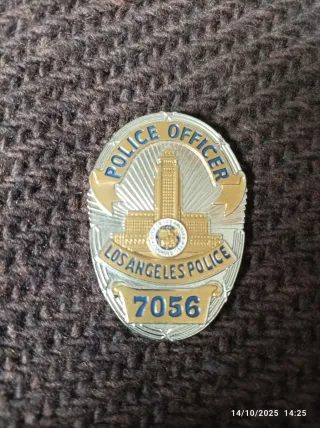 POLICE OFFICER
LOS ANGELES POLICE
7056
14/10/2025 14:25